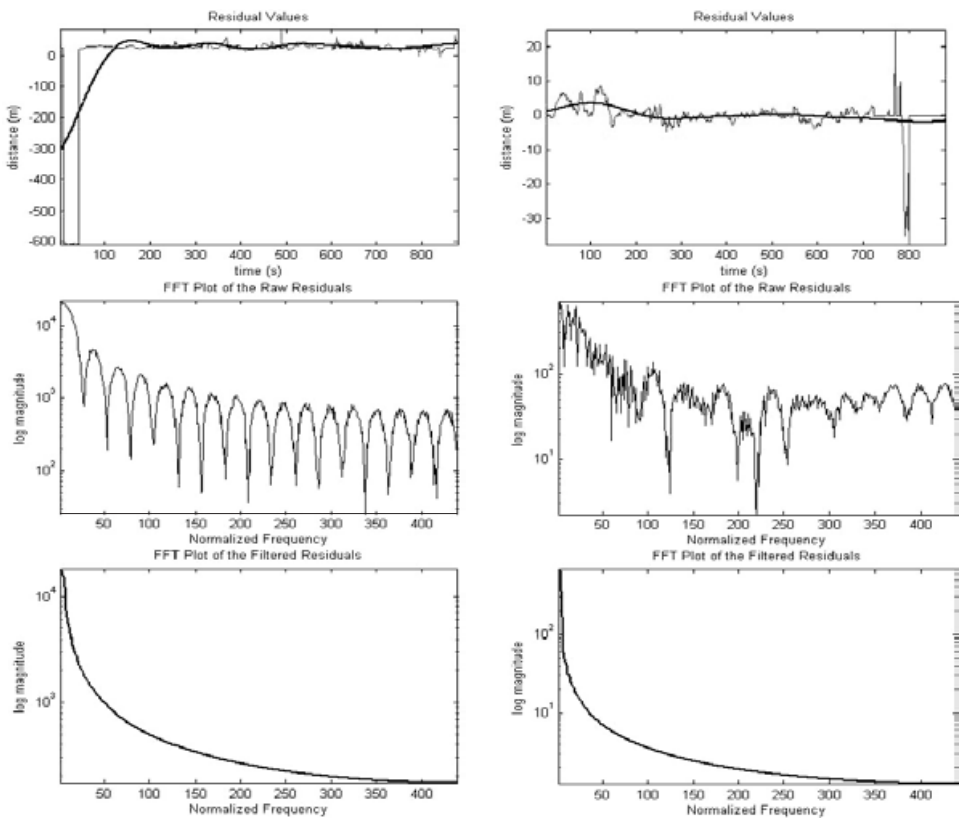 Residual Values
distance (m)
0
-100
-200
-300
-400
-500
-600
0 100 200 300 400 500 600 700 800
time (s)
Residual Values
distance (m)
25
20
10
0
-10
-20
-30
100 200 300 400 500 600 700 800
time (s)
FFT Plot of the Raw Residuals
log magnitude
10^4
10^3
10^2
50 100 150 200 250 300 350 400
Normalized Frequency
FFT Plot of the Raw Residuals
log magnitude
10^2
10^1
50 100 150 200 250 300 350 400
Normalized Frequency
FFT Plot of the Filtered Residuals
log magnitude
10^4
10^3
50 100 150 200 250 300 350 400
Normalized Frequency
FFT Plot of the Filtered Residuals
log magnitude
10^2
10^1
50 100 150 200 250 300 350 400
Normalized Frequency